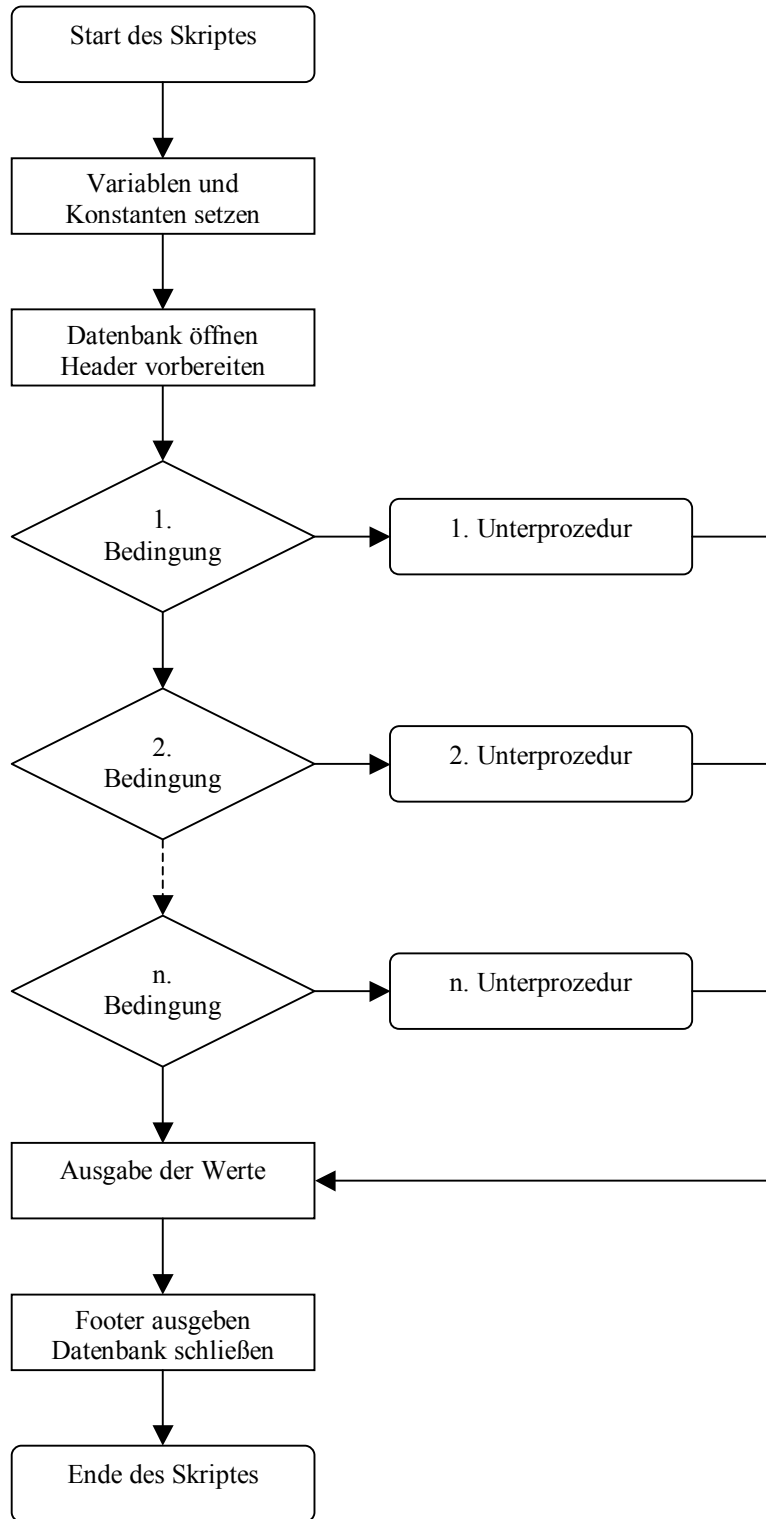 Start des Skriptes
Variablen und
Konstanten setzen
Datenbank öffnen
Header vorbereiten
1.
Bedingung
1. Unterprozedur
2.
Bedingung
2. Unterprozedur
n.
Bedingung
n. Unterprozedur
Ausgabe der Werte
Footer ausgeben
Datenbank schließen
Ende des Skriptes